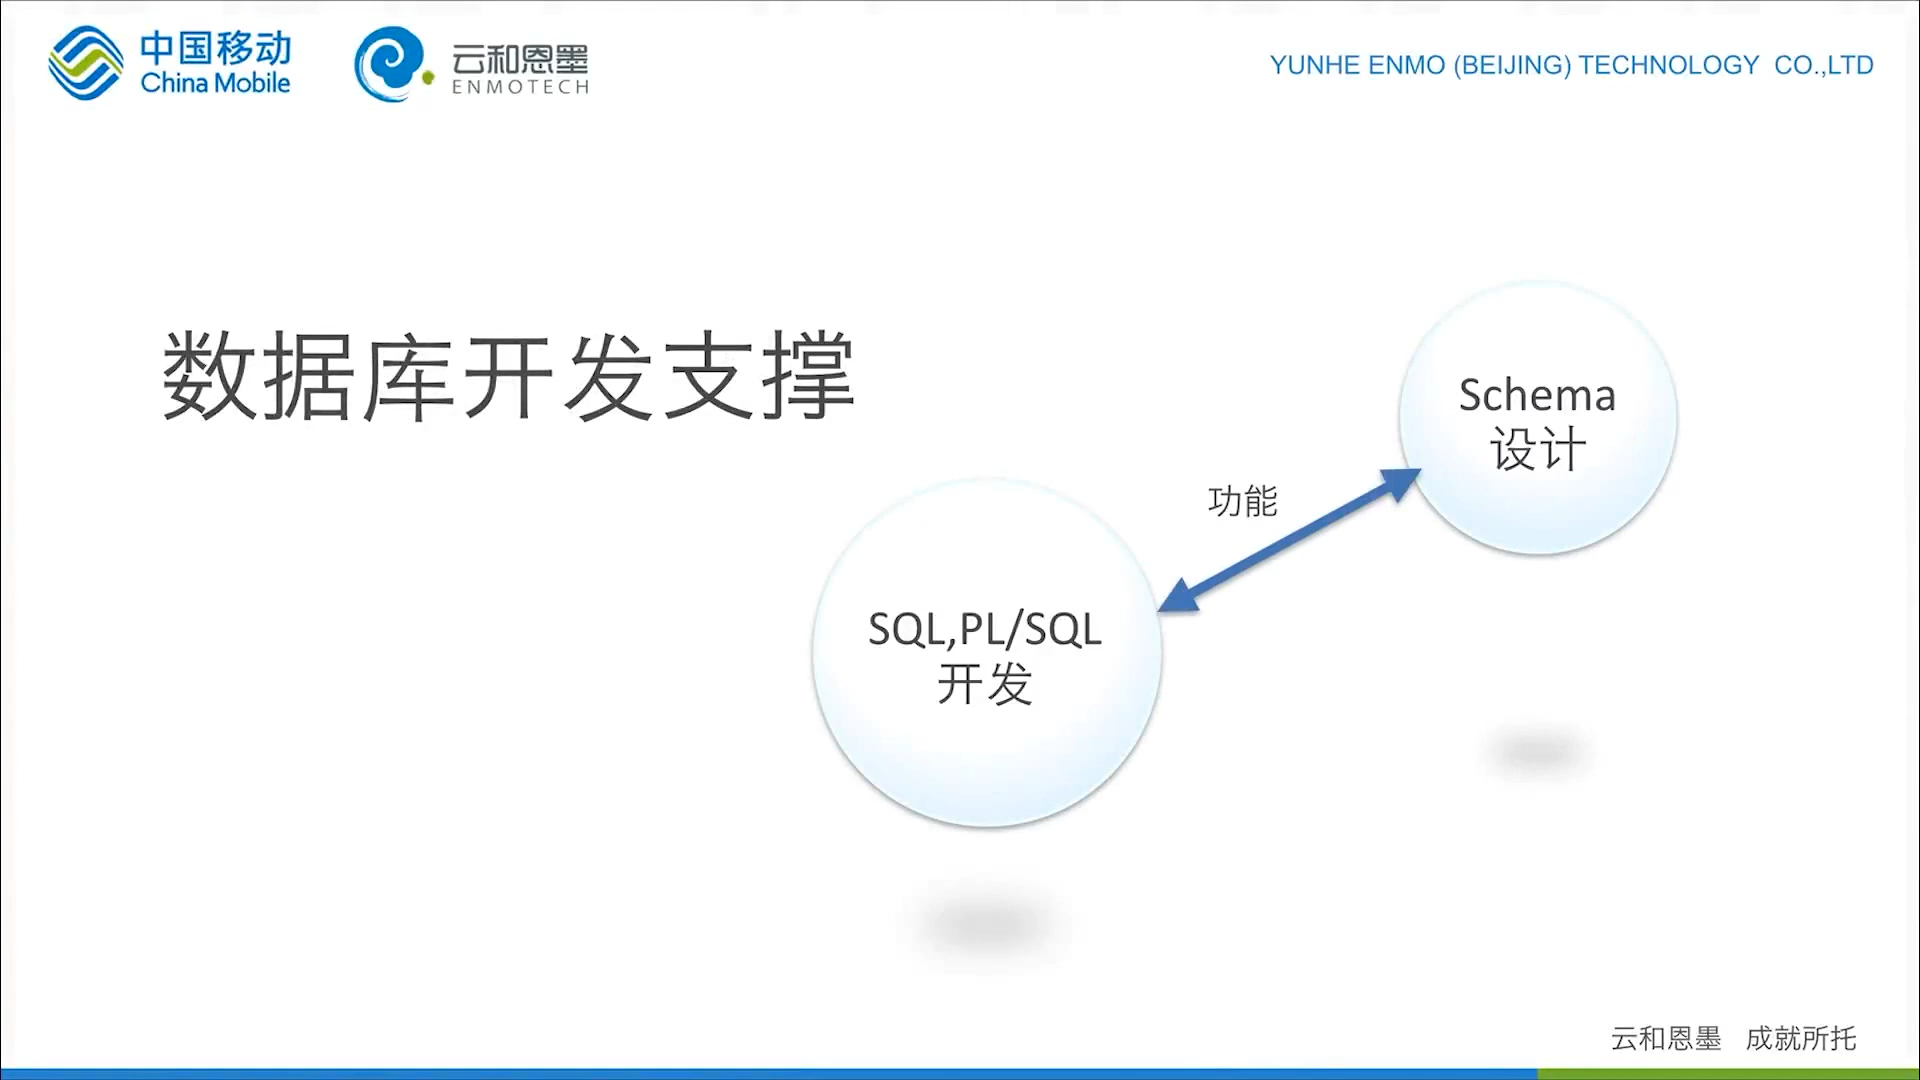 中国移动
China Mobile
云和恩墨
ENMOTECH
YUNHE ENMO (BEIJING) TECHNOLOGY CO.,LTD
数据库开发支撑
Schema
设计
功能
SQL,PL/SQL
开发
云和恩墨 成就所托